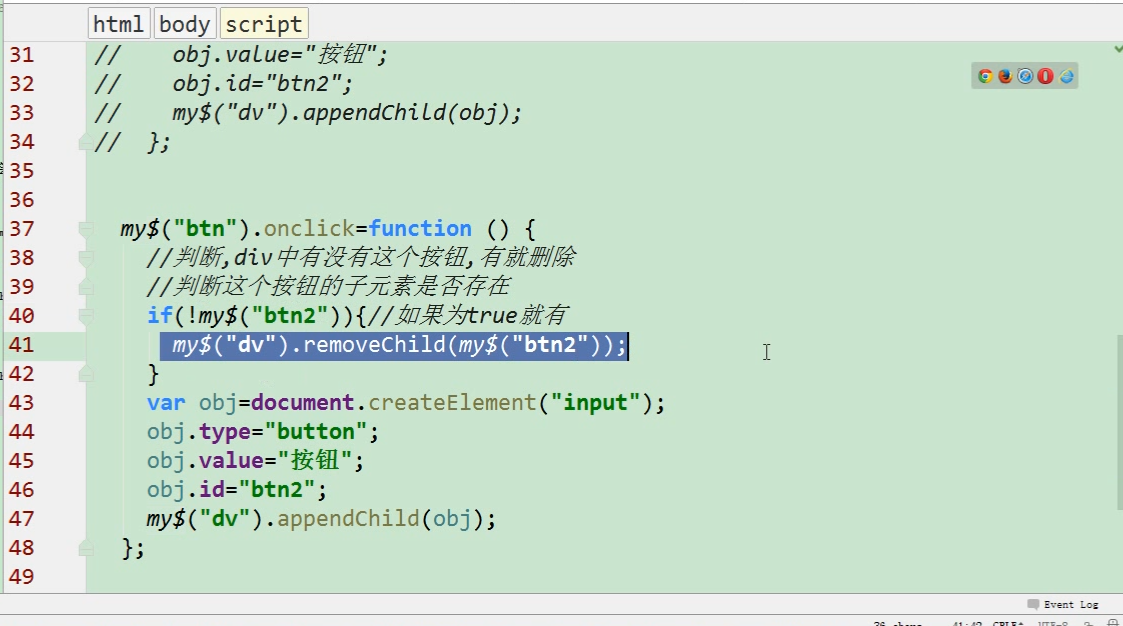 html body script
31 // obj.value="按钮";
32 // obj.id="btn2";
33 // my$("dv").appendChild(obj);
34 // };
35
36
37 my$("btn").onclick=function () {
38 //判断,div中有没有这个按钮,有就删除
39 //判断这个按钮的子元素是否存在
40 if(!my$("btn2")){//如果为true就有
41 my$("dv").removeChild(my$("btn2"));
42 }
43 var obj=document.createElement("input");
44 obj.type="button";
45 obj.value="按钮";
46 obj.id="btn2";
47 my$("dv").appendChild(obj);
48 };
49
Event Log